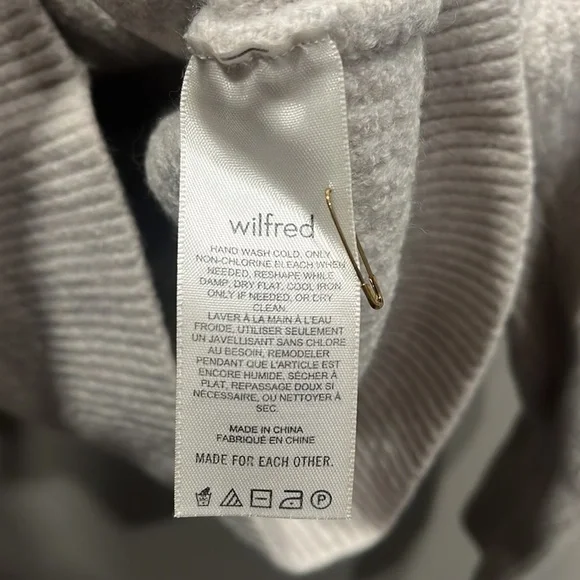 wilfred
HAND WASH COLD, ONLY
NON-CHLORINE BLEACH WHEN
NEEDED, RESHAPE WHILE
DAMP, DRY FLAT, COOL IRON
ONLY IF NEEDED, OR DRY
CLEAN.
LAVER À LA MAIN À L'EAU
FROIDE, UTILISER SEULEMENT
UN JAVELLISANT SANS CHLORE
AU BESOIN, REMODELER
PENDANT QUE L'ARTICLE EST
ENCORE HUMIDE, SÉCHER À
PLAT, REPASSAGE DOUX SI
NÉCESSAIRE, OU NETTOYER À
SEC.
MADE IN CHINA
FABRIQUÉ EN CHINE
MADE FOR EACH OTHER.
P